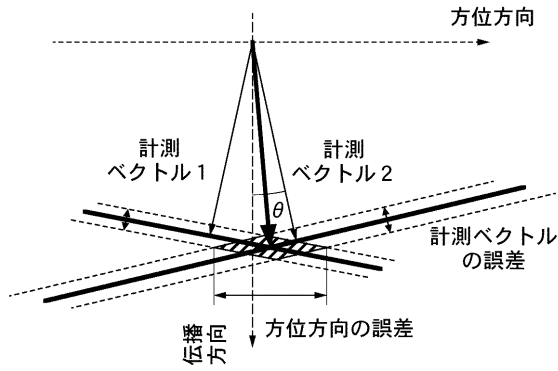 方位方向
計測
ベクトル1
計測
ベクトル2
θ
計測ベクトル
の誤差
方位方向の誤差
伝播
方向